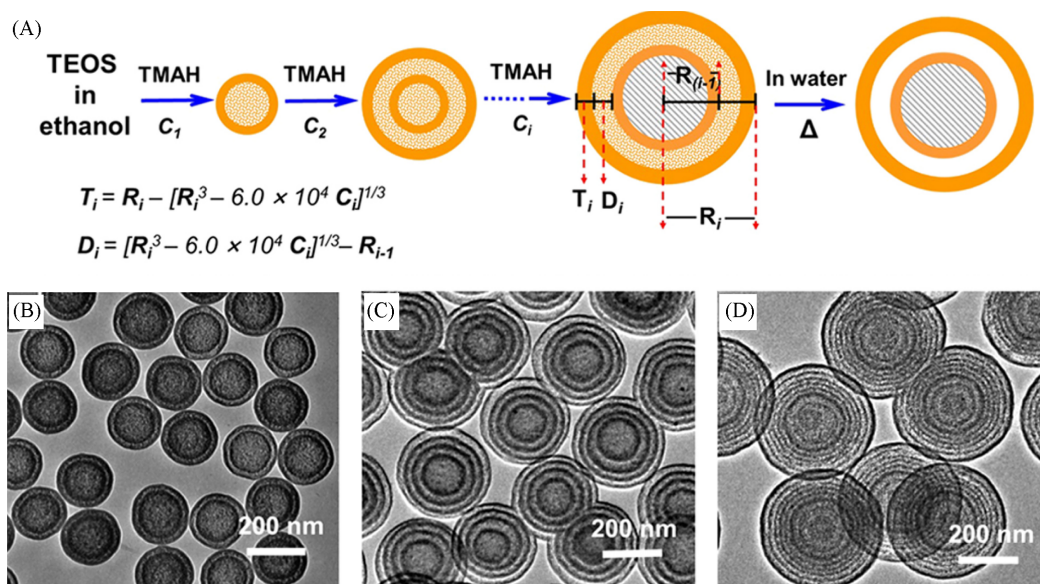 (A)
TEOS
in
ethanol
TMAH
C₁
TMAH
C₂
TMAH
Cᵢ
R(i-1)
In water
Δ
Tᵢ Dᵢ
Rᵢ
Tᵢ = Rᵢ – [Rᵢ³ – 6.0 × 10⁴ Cᵢ]¹/³
Dᵢ = [Rᵢ³ – 6.0 × 10⁴ Cᵢ]¹/³ – Rᵢ₋₁
(B)
200 nm
(C)
200 nm
(D)
200 nm